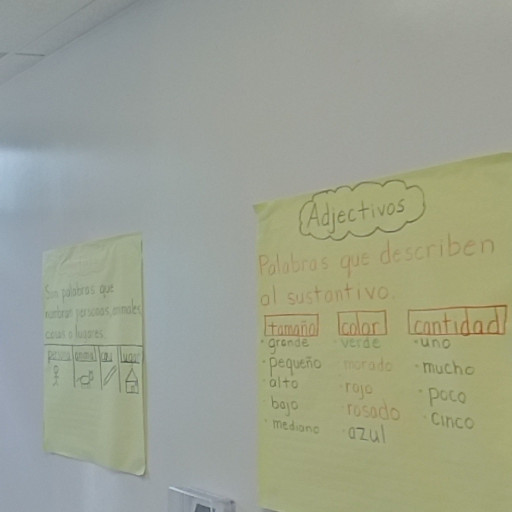 Son palabras que
nombran personas, animales,
cosas o lugares.
persona animal lugar
Adjectivos
Palabras que describen
al sustantivo.
tamaño color cantidad
• grande • verde • uno
• pequeño • morado • mucho
• alto • rojo • poco
• bajo • rosado • cinco
• mediano • azul